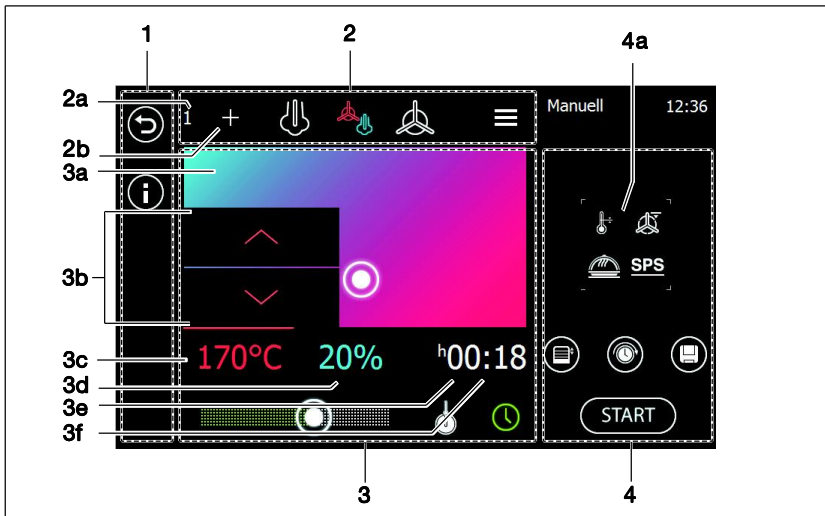 1
2
4a
2a
1
+
Manuell
12:36
2b
3a
i
3b
SPS
3c
170°C
20%
h00:18
3d
3e
3f
START
3
4